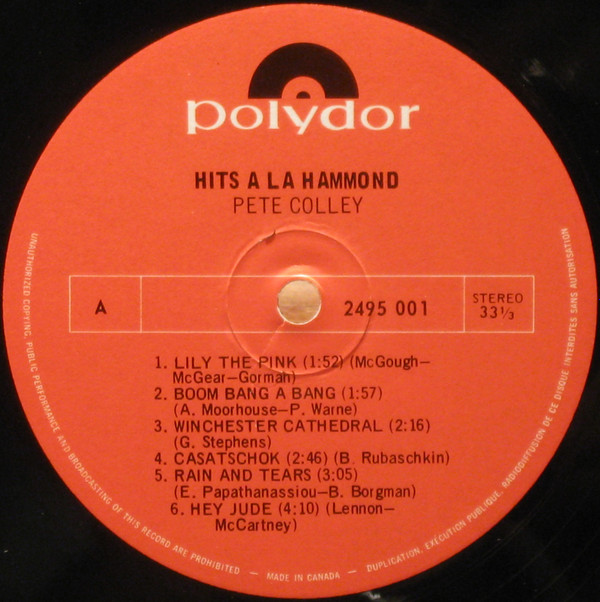 polydor
HITS A LA HAMMOND
PETE COLLEY
A
2495 001
STEREO
33⅓
1. LILY THE PINK (1:52) (McGough–
McGear–Gorman)
2. BOOM BANG A BANG (1:57)
(A. Moorhouse–P. Warne)
3. WINCHESTER CATHEDRAL (2:16)
(G. Stephens)
4. CASATSCHOK (2:46) (B. Rubaschkin)
5. RAIN AND TEARS (3:05)
(E. Papathanassiou–B. Borgman)
6. HEY JUDE (4:10) (Lennon-
McCartney)
UNAUTHORIZED COPYING, PUBLIC PERFORMANCE AND BROADCASTING OF THIS RECORD ARE PROHIBITED – MADE IN CANADA – DUPLICATION, EXECUTION PUBLIQUE, RADIODIFFUSION DE CE DISQUE INTERDITES SANS AUTORISATION